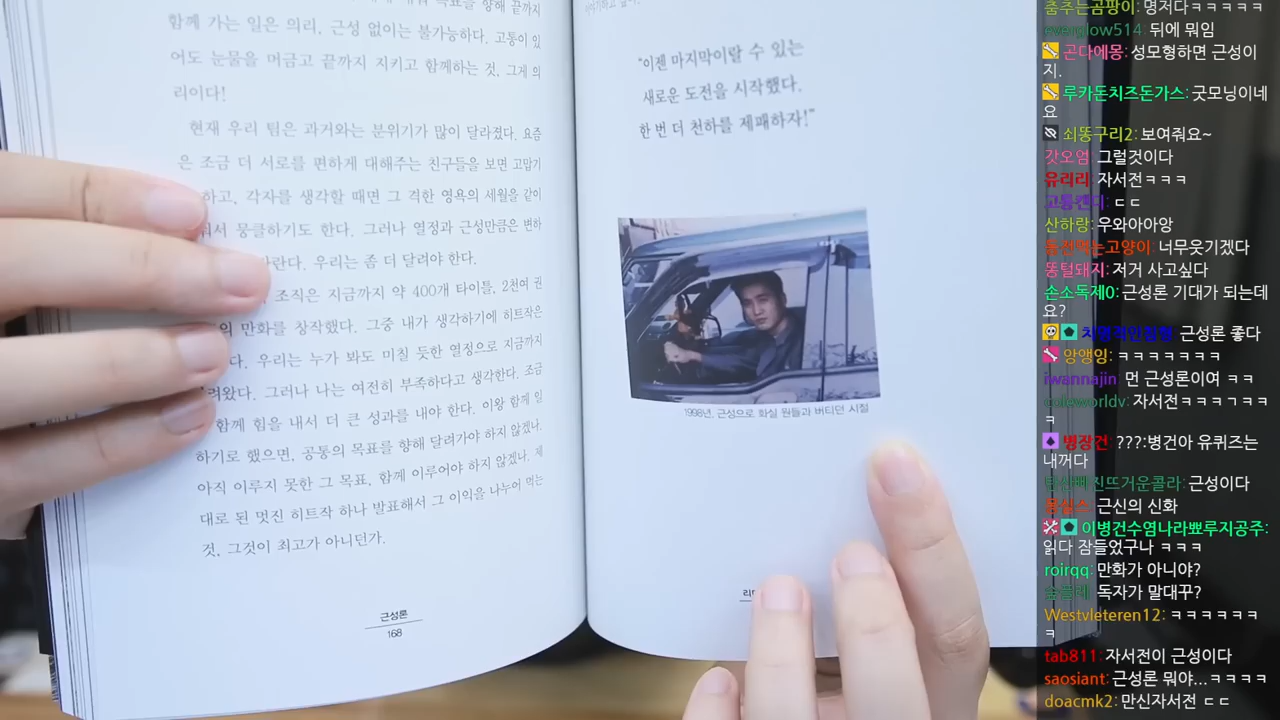 함께 가는 일은 의리, 근성 없이는 불가능하다. 고통이 있
어도 눈물을 머금고 끝까지 지키고 함께하는 것, 그게 의
리이다!
현재 우리 팀은 과거와는 분위기가 많이 달라졌다. 요즘
은 조금 더 서로를 편하게 대해주는 친구들을 보면 고맙기
하고, 각자를 생각할 때면 그 격한 영욕의 세월을 같이
뭉클하기도 한다. 그러나 열정과 근성만큼은 변하
우리는 좀 더 달려야 한다.
조직은 지금까지 약 400개 타이틀, 2천여 권
의 만화를 창작했다. 그중 내가 생각하기에 히트작은
다. 우리는 누가 봐도 미칠 듯한 열정으로 지금까지
려왔다. 그러나 나는 여전히 부족하다고 생각한다. 조금
함께 힘을 내서 더 큰 성과를 내야 한다. 이왕 함께 일
하기로 했으면, 공통의 목표를 향해 달려가야 하지 않겠나.
아직 이루지 못한 그 목표, 함께 이루어야 하지 않겠나. 제
대로 된 멋진 히트작 하나 발표해서 그 이익을 나누어 먹는
것, 그것이 최고가 아니던가.
근성론
168
"이젠 마지막이랄 수 있는
새로운 도전을 시작했다.
한 번 더 천하를 제패하자!"
1998년, 근성으로 화실 원들과 버티던 시절
춤추는곰팡이: 명저다ㅋㅋㅋㅋㅋ
everglow514: 뒤에 뭐임
곤다에몽: 성모형하면 근성이
지.
루카돈치즈돈가스: 굿모닝이네
요
쇠똥구리2: 보여줘요~
갓오염: 그럴것이다
유리리: 자서전ㅋㅋㅋ
ㄷㄷ
산하랑: 우와아아앙
고양이: 너무웃기겠다
똥털돼지: 저거 사고싶다
손소독제0: 근성론 기대가 되는데
요?
치명적인침펄: 근성론 좋다
앙앵잉: ㅋㅋㅋㅋㅋㅋㅋ
iwannajin: 먼 근성론이여 ㅋㅋ
coleworldv: 자서전ㅋㅋㅋㄱㅋㅋ
ㅋ
병장건: ???:병건아 유퀴즈는
내꺼다
근성이다
근신의 신화
이병건수염나라뾰루지공주:
읽다 잠들었구나 ㅋㅋㅋ
roirqq: 만화가 아니야?
독자가 말대꾸?
Westvleteren12: ㅋㅋㅋㅋㅋㅋ
ㅋ
tab811: 자서전이 근성이다
saosiant: 근성론 뭐야...ㅋㅋㅋㅋ
doacmk2: 만신자서전 ㄷㄷ